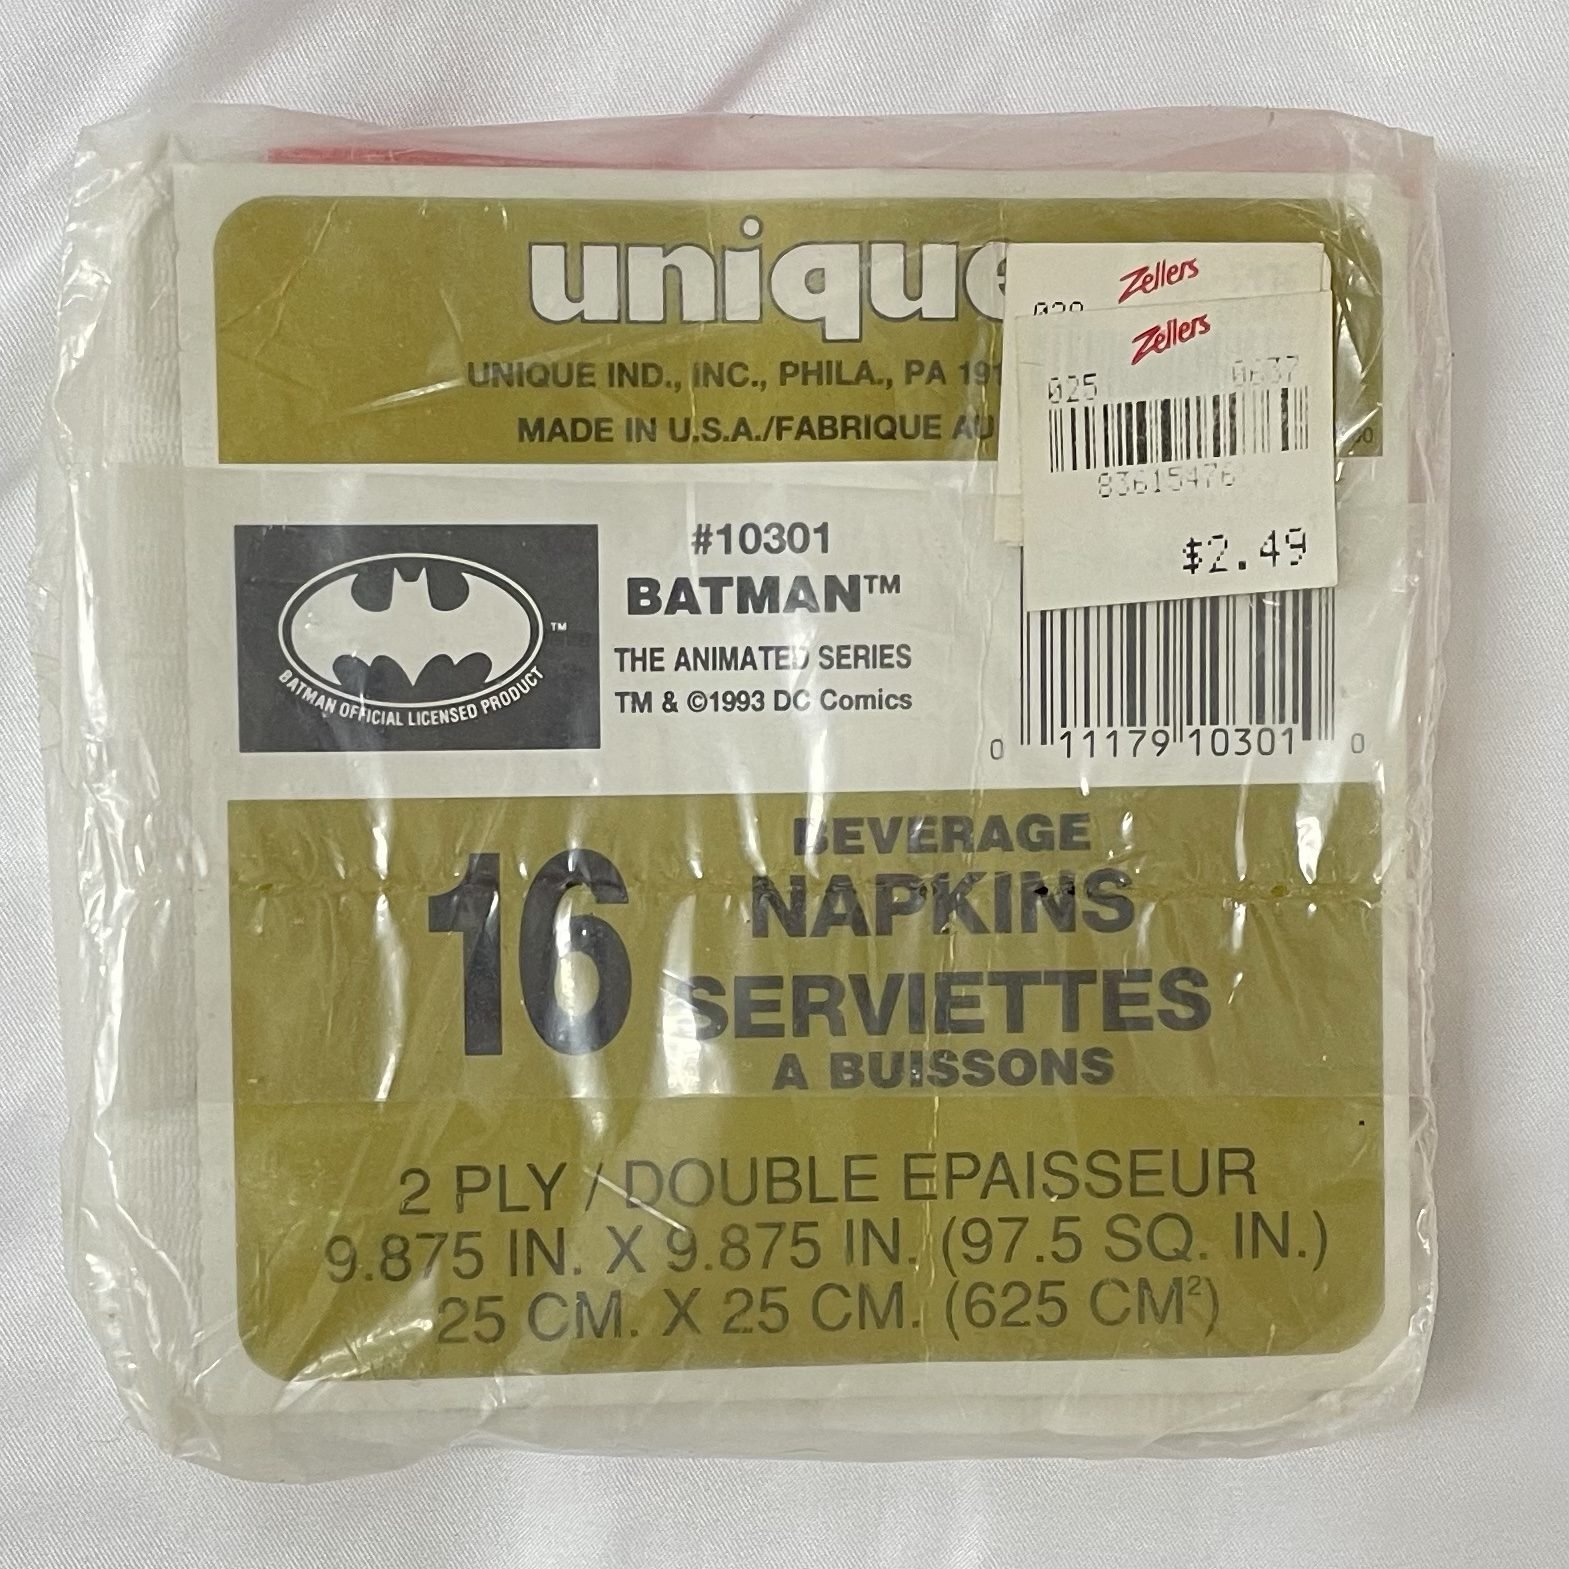 unique
UNIQUE IND., INC., PHILA., PA 191
MADE IN U.S.A./FABRIQUE AU
Zellers
Zellers
025 0637
83615476
$2.49
#10301
BATMAN™
THE ANIMATED SERIES
TM & ©1993 DC Comics
™
BATMAN OFFICIAL LICENSED PRODUCT
0 11179 10301 0
16
BEVERAGE
NAPKINS
SERVIETTES
A BUISSONS
2 PLY / DOUBLE EPAISSEUR
9.875 IN. X 9.875 IN. (97.5 SQ. IN.)
25 CM. X 25 CM. (625 CM²)